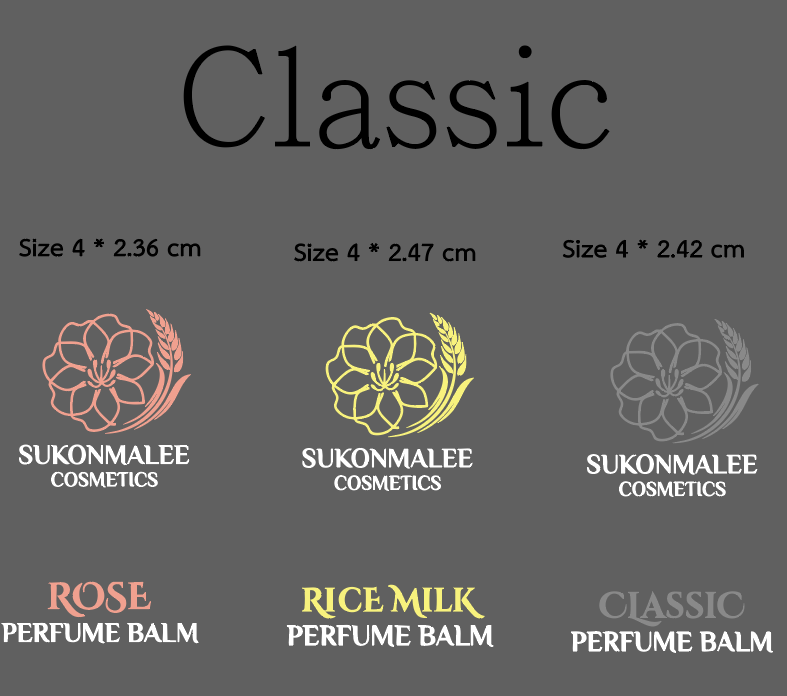 Classic
Size 4 * 2.36 cm
Size 4 * 2.47 cm
Size 4 * 2.42 cm
SUKONMALEE
COSMETICS
SUKONMALEE
COSMETICS
SUKONMALEE
COSMETICS
ROSE
PERFUME BALM
RICE MILK
PERFUME BALM
CLASSIC
PERFUME BALM